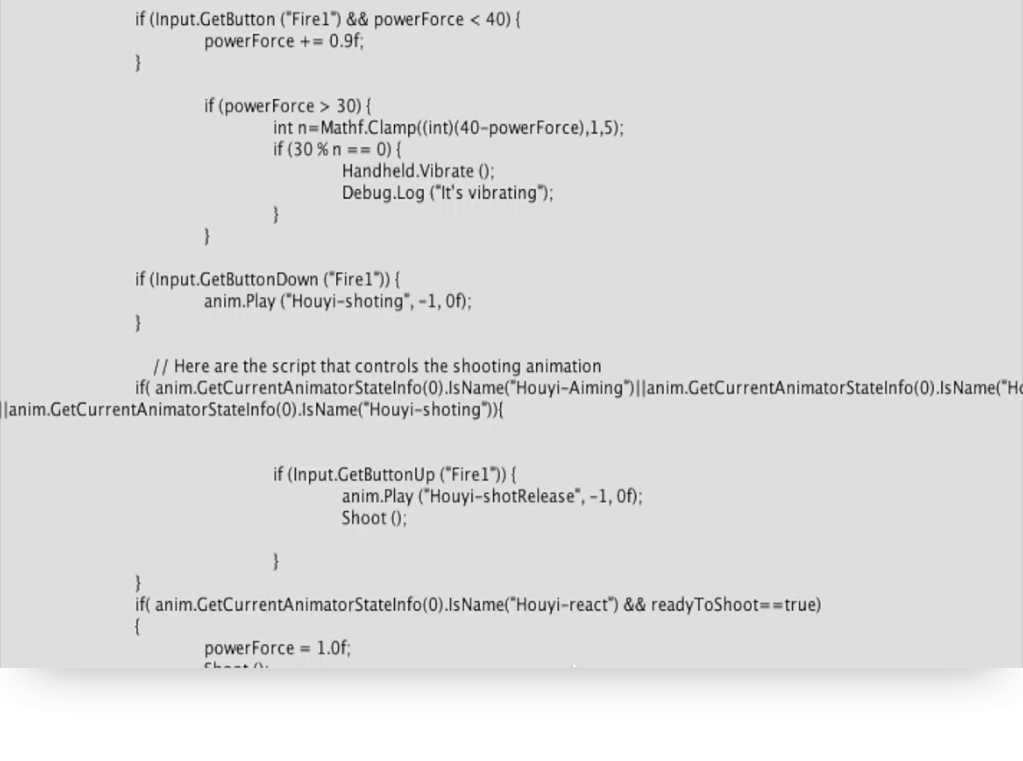 if (Input.GetButton ("Fire1") && powerForce < 40) {
powerForce += 0.9f;
}
if (powerForce > 30) {
int n=Mathf.Clamp((int)(40-powerForce),1,5);
if (30 % n == 0) {
Handheld.Vibrate ();
Debug.Log ("It's vibrating");
}
}
if (Input.GetButtonDown ("Fire1")) {
anim.Play ("Houyi-shoting", -1, 0f);
}
// Here are the script that controls the shooting animation
if( anim.GetCurrentAnimatorStateInfo(0).IsName("Houyi-Aiming")||anim.GetCurrentAnimatorStateInfo(0).IsName("Ho
||anim.GetCurrentAnimatorStateInfo(0).IsName("Houyi-shoting")){
if (Input.GetButtonUp ("Fire1")) {
anim.Play ("Houyi-shotRelease", -1, 0f);
Shoot ();
}
}
if( anim.GetCurrentAnimatorStateInfo(0).IsName("Houyi-react") && readyToShoot==true)
{
powerForce = 1.0f;
Shoot ();